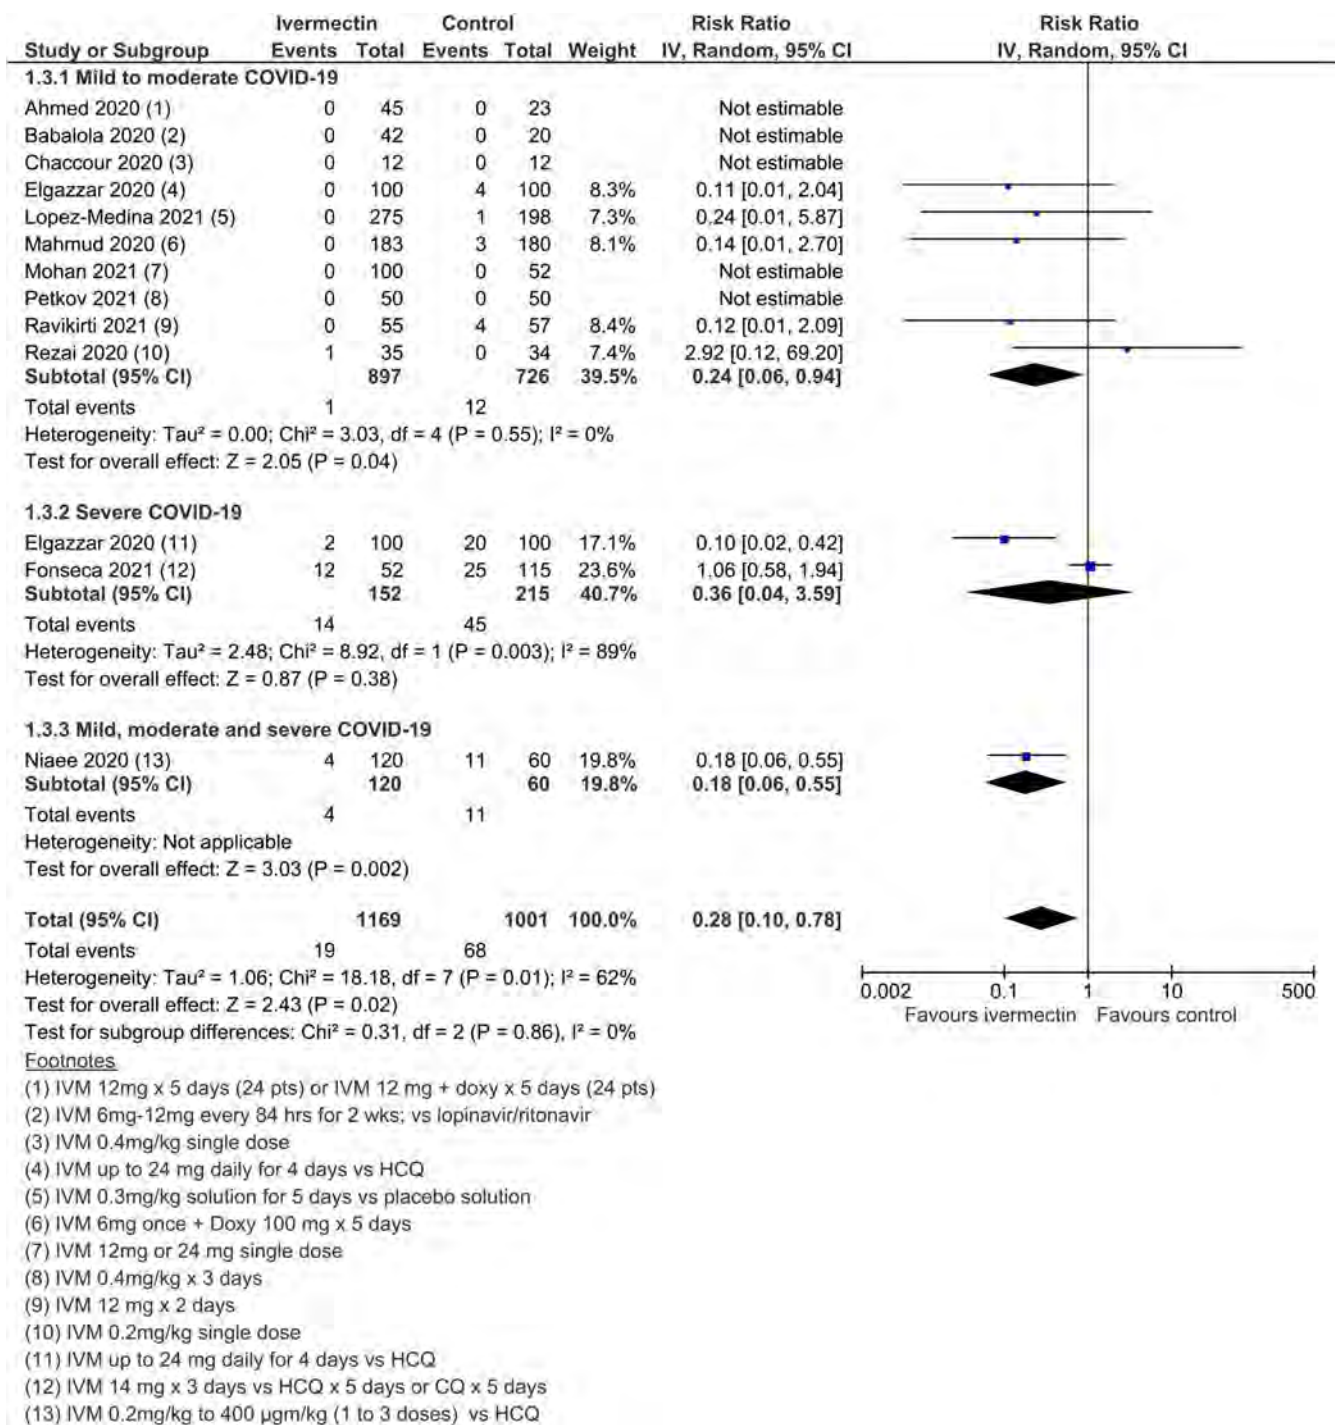 Ivermectin Control Risk Ratio Risk Ratio
Study or Subgroup Events Total Events Total Weight IV, Random, 95% CI IV, Random, 95% CI
1.3.1 Mild to moderate COVID-19
Ahmed 2020 (1) 0 45 0 23 Not estimable
Babalola 2020 (2) 0 42 0 20 Not estimable
Chaccour 2020 (3) 0 12 0 12 Not estimable
Elgazzar 2020 (4) 0 100 4 100 8.3% 0.11 [0.01, 2.04]
Lopez-Medina 2021 (5) 0 275 1 198 7.3% 0.24 [0.01, 5.87]
Mahmud 2020 (6) 0 183 3 180 8.1% 0.14 [0.01, 2.70]
Mohan 2021 (7) 0 100 0 52 Not estimable
Petkov 2021 (8) 0 50 0 50 Not estimable
Ravikirti 2021 (9) 0 55 4 57 8.4% 0.12 [0.01, 2.09]
Rezai 2020 (10) 1 35 0 34 7.4% 2.92 [0.12, 69.20]
Subtotal (95% CI) 897 726 39.5% 0.24 [0.06, 0.94]
Total events 1 12
Heterogeneity: Tau² = 0.00; Chi² = 3.03, df = 4 (P = 0.55); I² = 0%
Test for overall effect: Z = 2.05 (P = 0.04)
1.3.2 Severe COVID-19
Elgazzar 2020 (11) 2 100 20 100 17.1% 0.10 [0.02, 0.42]
Fonseca 2021 (12) 12 52 25 115 23.6% 1.06 [0.58, 1.94]
Subtotal (95% CI) 152 215 40.7% 0.36 [0.04, 3.59]
Total events 14 45
Heterogeneity: Tau² = 2.48; Chi² = 8.92, df = 1 (P = 0.003); I² = 89%
Test for overall effect: Z = 0.87 (P = 0.38)
1.3.3 Mild, moderate and severe COVID-19
Niaee 2020 (13) 4 120 11 60 19.8% 0.18 [0.06, 0.55]
Subtotal (95% CI) 120 60 19.8% 0.18 [0.06, 0.55]
Total events 4 11
Heterogeneity: Not applicable
Test for overall effect: Z = 3.03 (P = 0.002)
Total (95% CI) 1169 1001 100.0% 0.28 [0.10, 0.78]
Total events 19 68
Heterogeneity: Tau² = 1.06; Chi² = 18.18, df = 7 (P = 0.01); I² = 62%
Test for overall effect: Z = 2.43 (P = 0.02)
Test for subgroup differences: Chi² = 0.31, df = 2 (P = 0.86), I² = 0%
0.002 0.1 1 10 500
Favours ivermectin Favours control
Footnotes
(1) IVM 12mg x 5 days (24 pts) or IVM 12 mg + doxy x 5 days (24 pts)
(2) IVM 6mg-12mg every 84 hrs for 2 wks; vs lopinavir/ritonavir
(3) IVM 0.4mg/kg single dose
(4) IVM up to 24 mg daily for 4 days vs HCQ
(5) IVM 0.3mg/kg solution for 5 days vs placebo solution
(6) IVM 6mg once + Doxy 100 mg x 5 days
(7) IVM 12mg or 24 mg single dose
(8) IVM 0.4mg/kg x 3 days
(9) IVM 12 mg x 2 days
(10) IVM 0.2mg/kg single dose
(11) IVM up to 24 mg daily for 4 days vs HCQ
(12) IVM 14 mg x 3 days vs HCQ x 5 days or CQ x 5 days
(13) IVM 0.2mg/kg to 400 µgm/kg (1 to 3 doses) vs HCQ